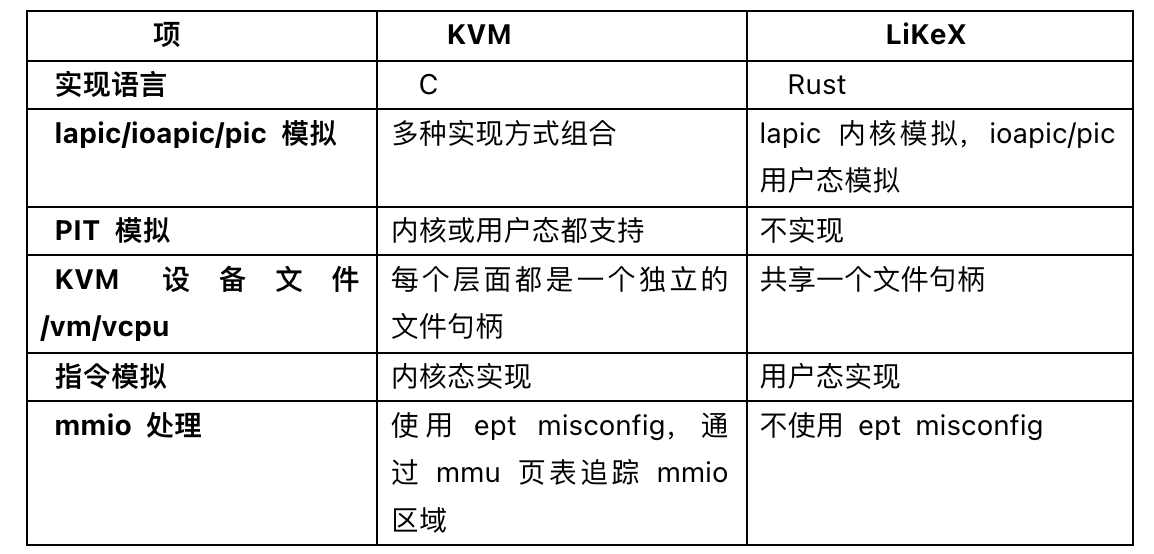 项 KVM LiKeX
实现语言 C Rust
lapic/ioapic/pic 模拟 多种实现方式组合 lapic 内核模拟，ioapic/pic
用户态模拟
PIT 模拟 内核或用户态都支持 不实现
KVM 设备文件 每个层面都是一个独立的 共享一个文件句柄
/vm/vcpu 文件句柄
指令模拟 内核态实现 用户态实现
mmio 处理 使用 ept misconfig，通 不使用 ept misconfig
过 mmu 页表追踪 mmio
区域